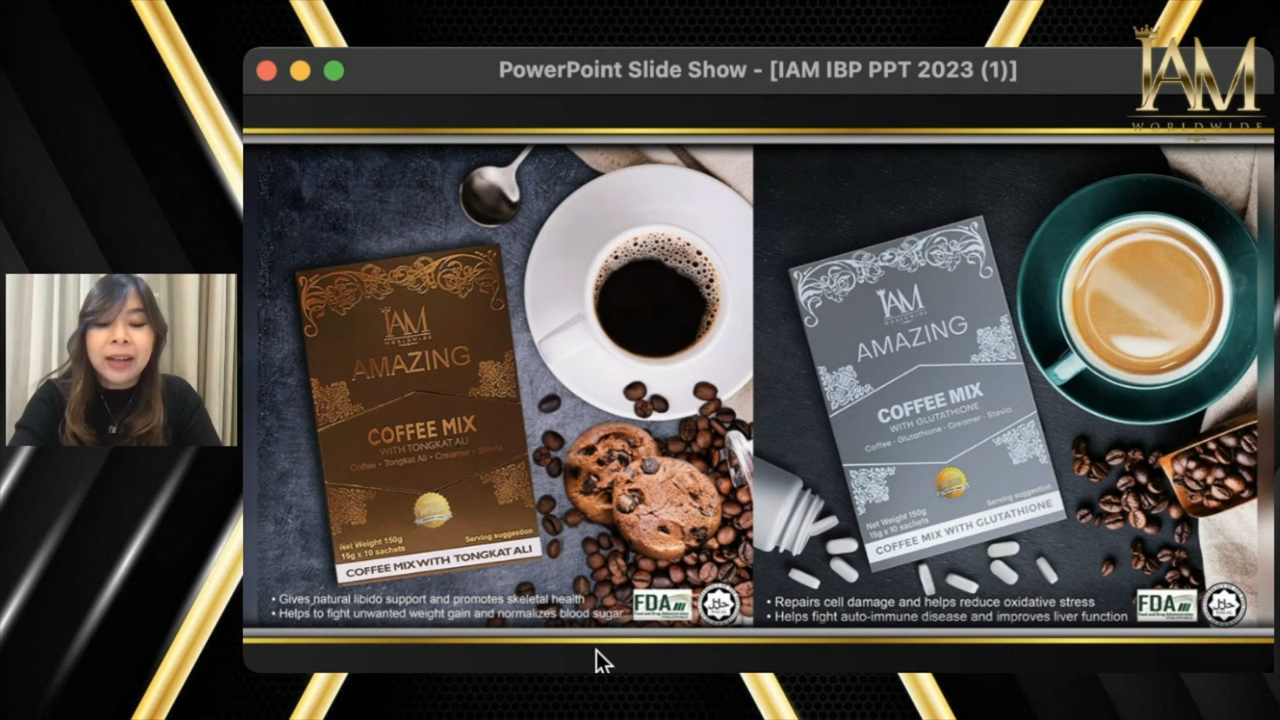 PowerPoint Slide Show - [IAM IBP PPT 2023 (1)]
IAM
WORLDWIDE
IAM
WORLDWIDE
AMAZING
COFFEE MIX
WITH TONGKAT ALI
Coffee • Tongkat Ali • Creamer • Stevia
Net Weight 150g
15g x 10 sachets
Serving suggestion
COFFEE MIX WITH TONGKAT ALI
• Gives natural libido support and promotes skeletal health
• Helps to fight unwanted weight gain and normalizes blood sugar
FDA
IAM
WORLDWIDE
AMAZING
COFFEE MIX
WITH GLUTATHIONE
Coffee • Glutathione • Creamer • Stevia
Net Weight 150g
15g x 10 sachets
Serving suggestion
COFFEE MIX WITH GLUTATHIONE
• Repairs cell damage and helps reduce oxidative stress
• Helps fight auto-immune disease and improves liver function
FDA